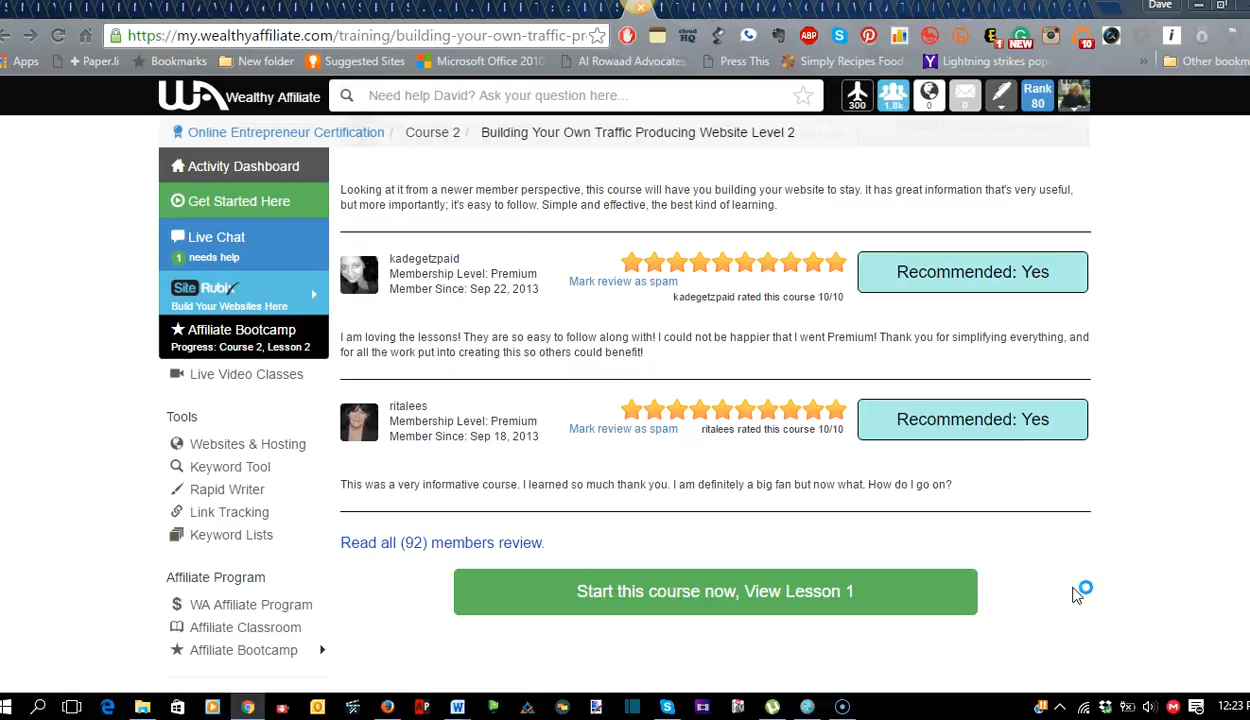 Dave
https://my.wealthyaffiliate.com/training/building-your-own-traffic-pr
ABP
NEW
10
Apps
+ Paper.li
Bookmarks
New folder
Suggested Sites
Microsoft Office 2010
Al Rowaad Advocates
Press This
Simply Recipes Food
Lightning strikes pop
»
Other bookm
WA Wealthy Affiliate
Need help David? Ask your question here...
300
1.8k
0
0
Rank
80
Online Entrepreneur Certification / Course 2 / Building Your Own Traffic Producing Website Level 2
Activity Dashboard
Get Started Here
Live Chat
1 needs help
Site Rubix
Build Your Websites Here
Affiliate Bootcamp
Progress: Course 2, Lesson 2
Live Video Classes
Tools
Websites & Hosting
Keyword Tool
Rapid Writer
Link Tracking
Keyword Lists
Affiliate Program
WA Affiliate Program
Affiliate Classroom
Affiliate Bootcamp
Looking at it from a newer member perspective, this course will have you building your website to stay. It has great information that's very useful,
but more importantly; it's easy to follow. Simple and effective, the best kind of learning.
kadegetzpaid
Membership Level: Premium
Member Since: Sep 22, 2013
Mark review as spam
kadegetzpaid rated this course 10/10
Recommended: Yes
I am loving the lessons! They are so easy to follow along with! I could not be happier that I went Premium! Thank you for simplifying everything, and
for all the work put into creating this so others could benefit!
ritalees
Membership Level: Premium
Member Since: Sep 18, 2013
Mark review as spam
ritalees rated this course 10/10
Recommended: Yes
This was a very informative course. I learned so much thank you. I am definitely a big fan but now what. How do I go on?
Read all (92) members review.
Start this course now, View Lesson 1
12:23 P